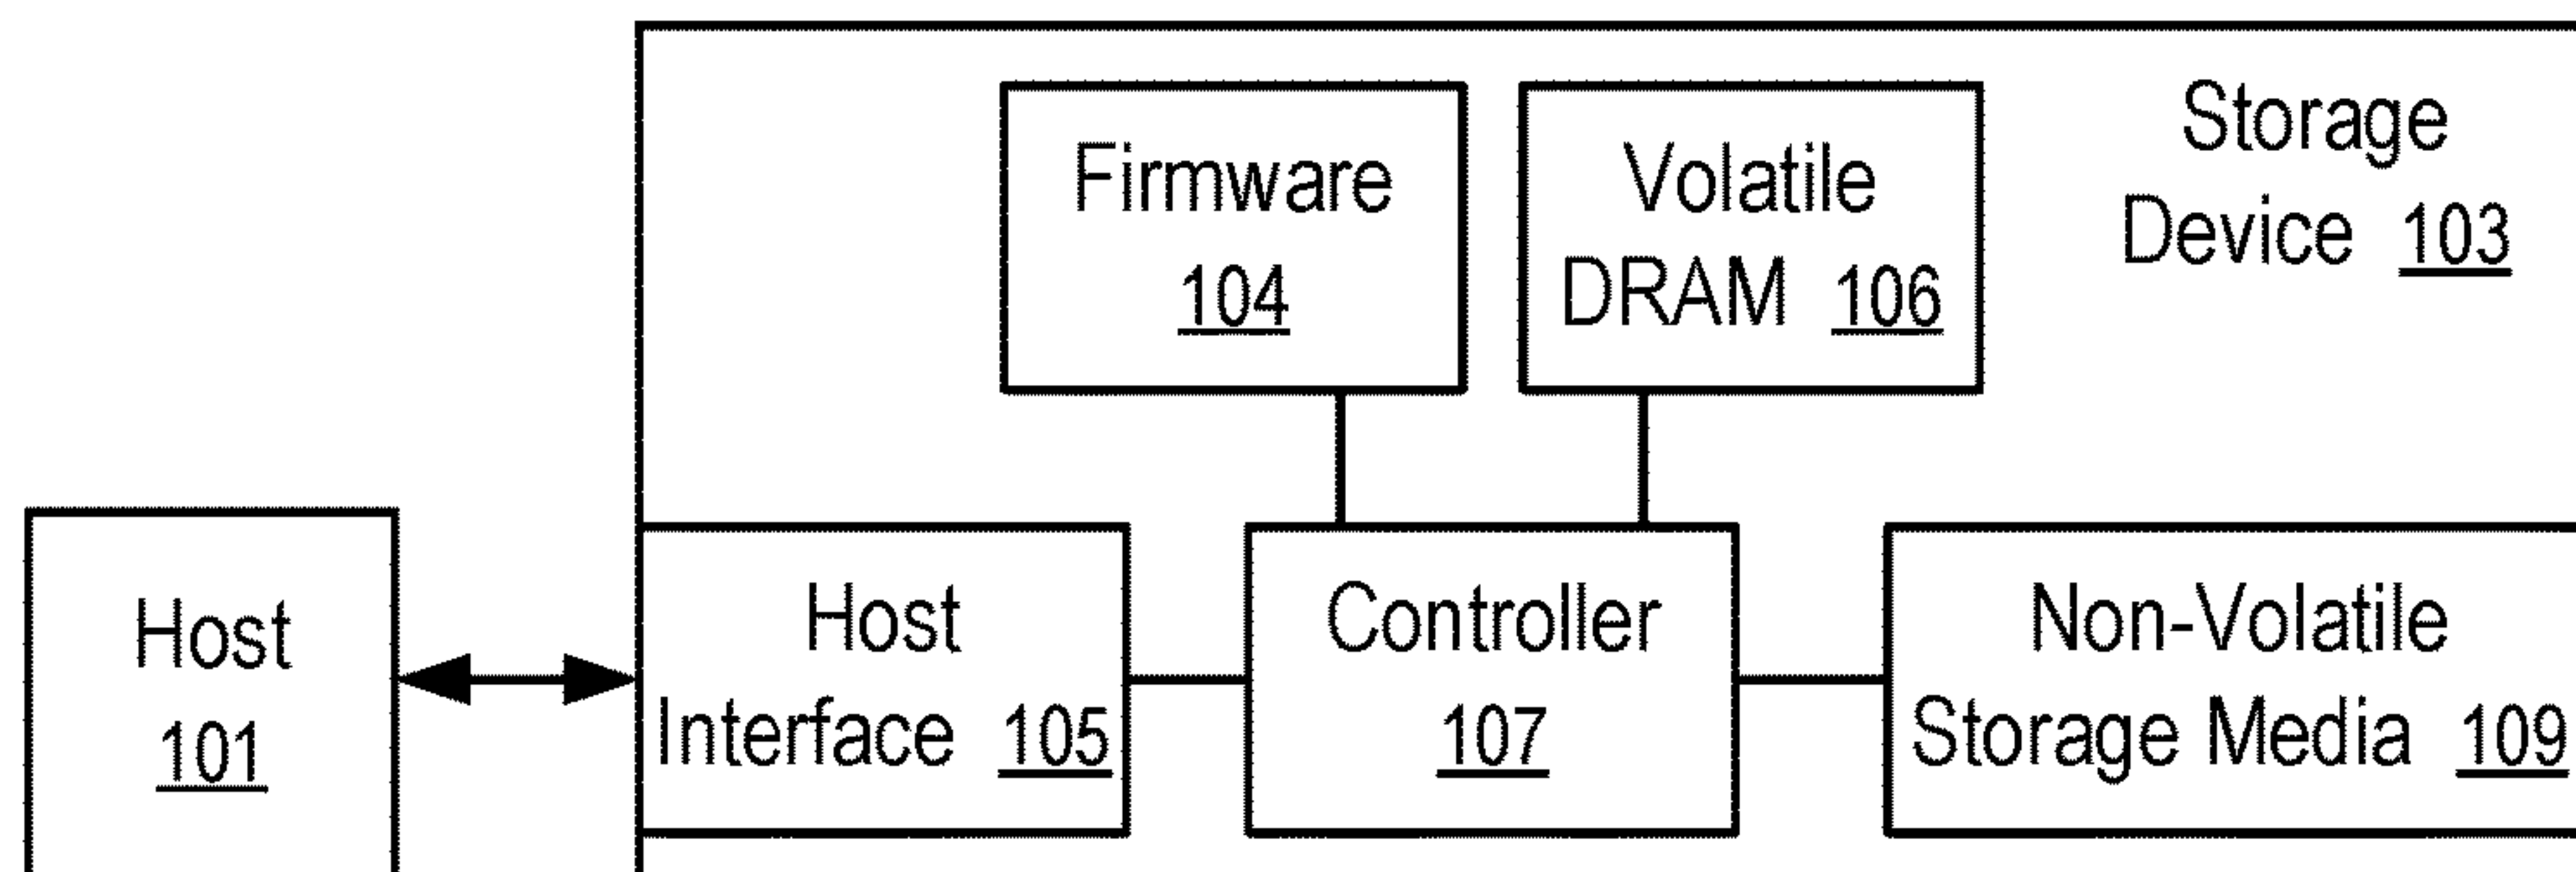 Storage
Device 103
Firmware
104
Volatile
DRAM 106
Host
101
Host
Interface 105
Controller
107
Non-Volatile
Storage Media 109